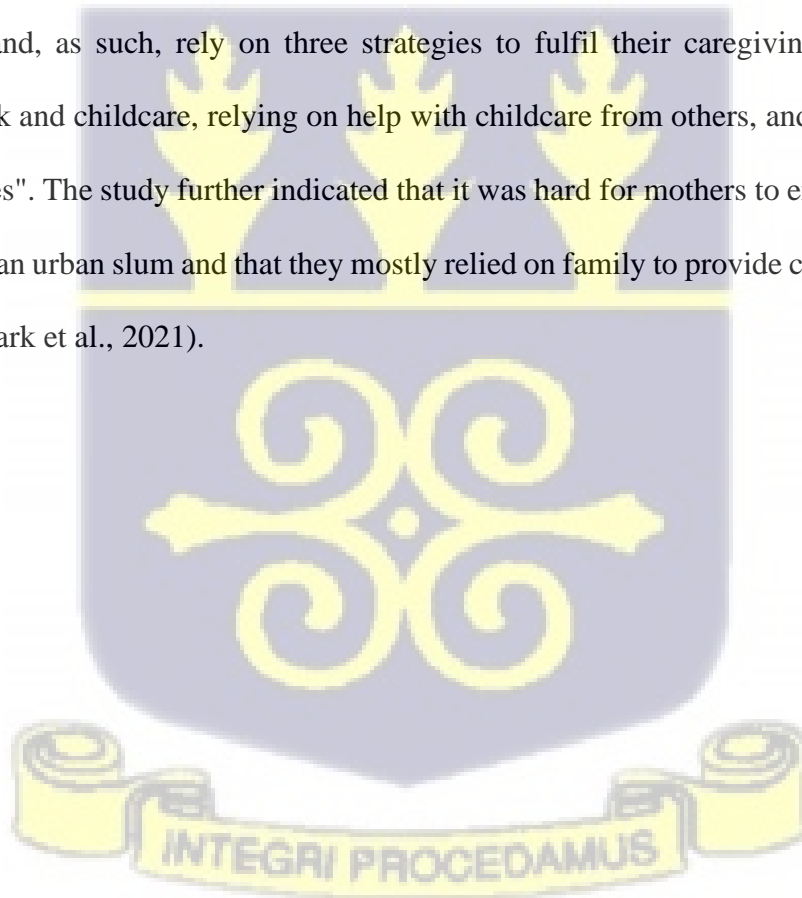 and, as such, rely on three strategies to fulfil their caregivin
k and childcare, relying on help with childcare from others, and
es". The study further indicated that it was hard for mothers to e
an urban slum and that they mostly relied on family to provide c
ark et al., 2021).
INTEGRI PROCEDAMUS